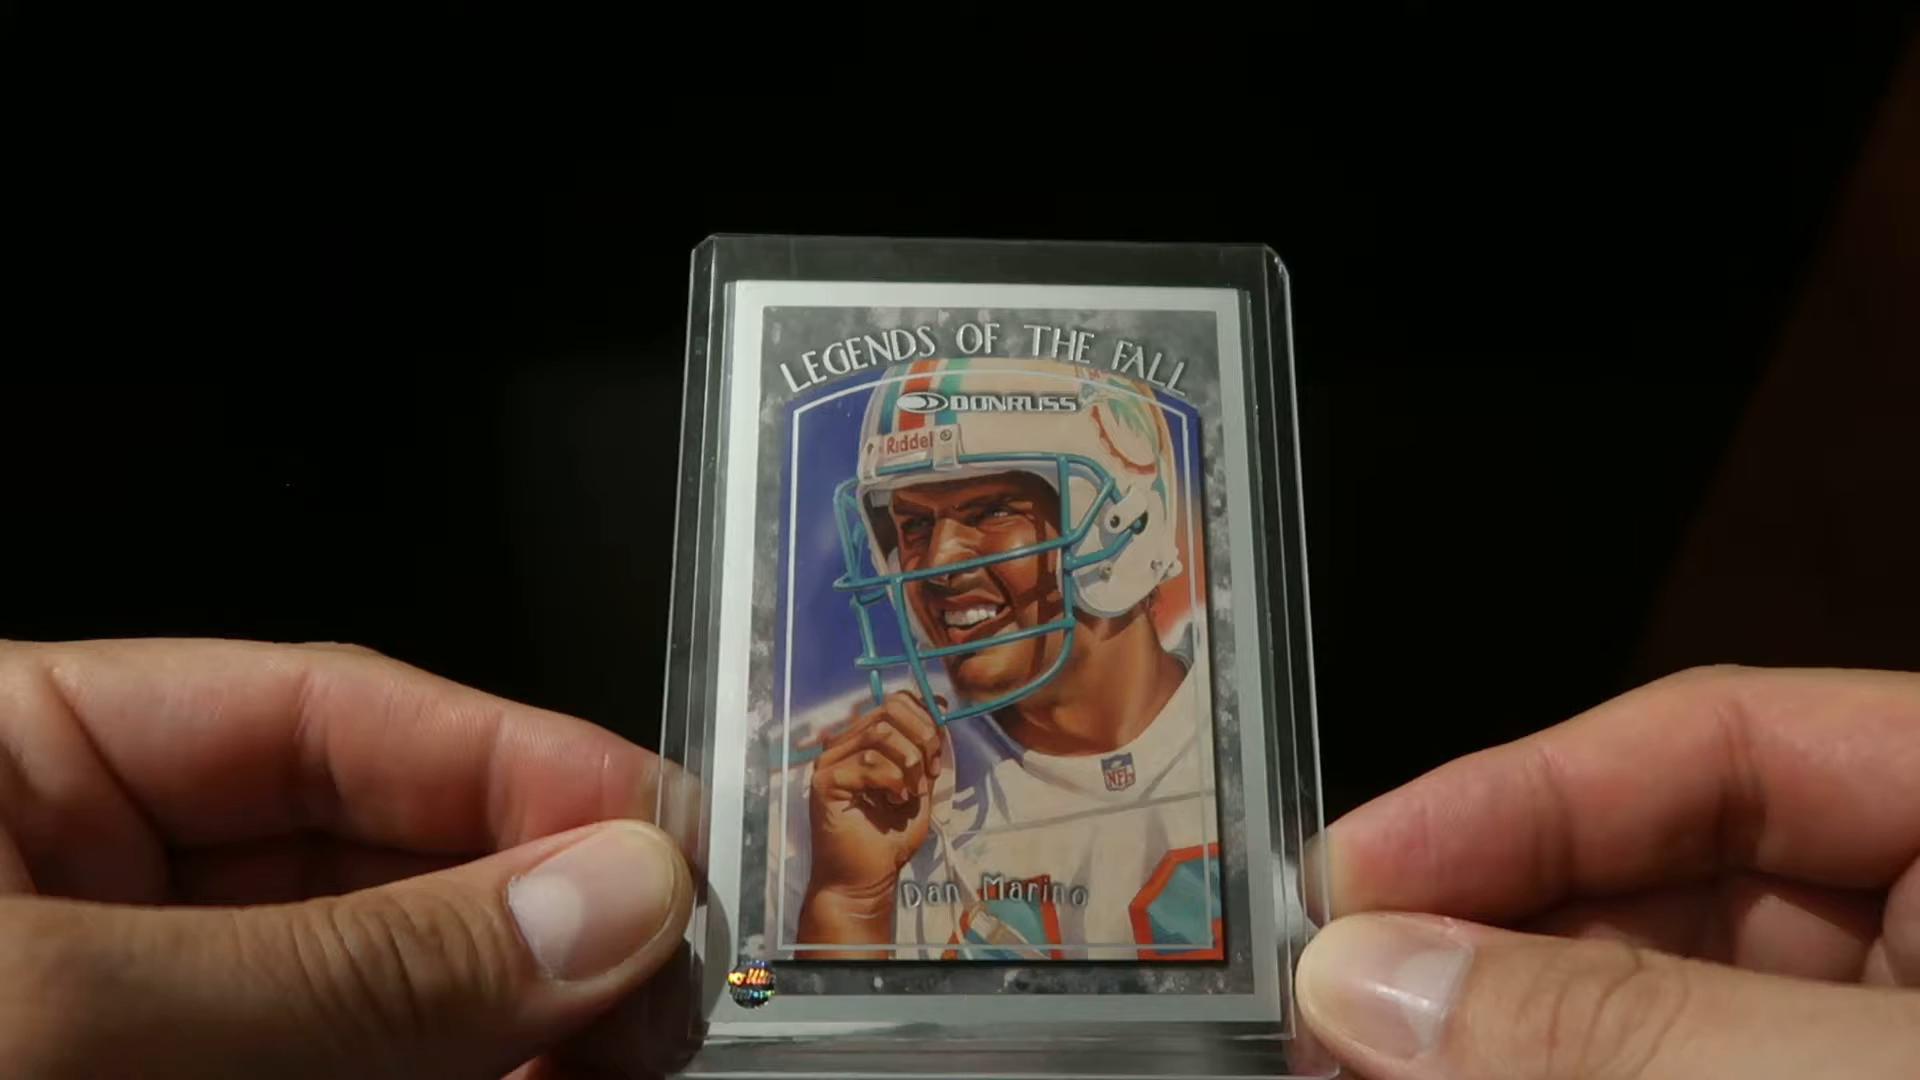 LEGENDS OF THE FALL
DONRUSS
Riddell
NFL
Dan Marino